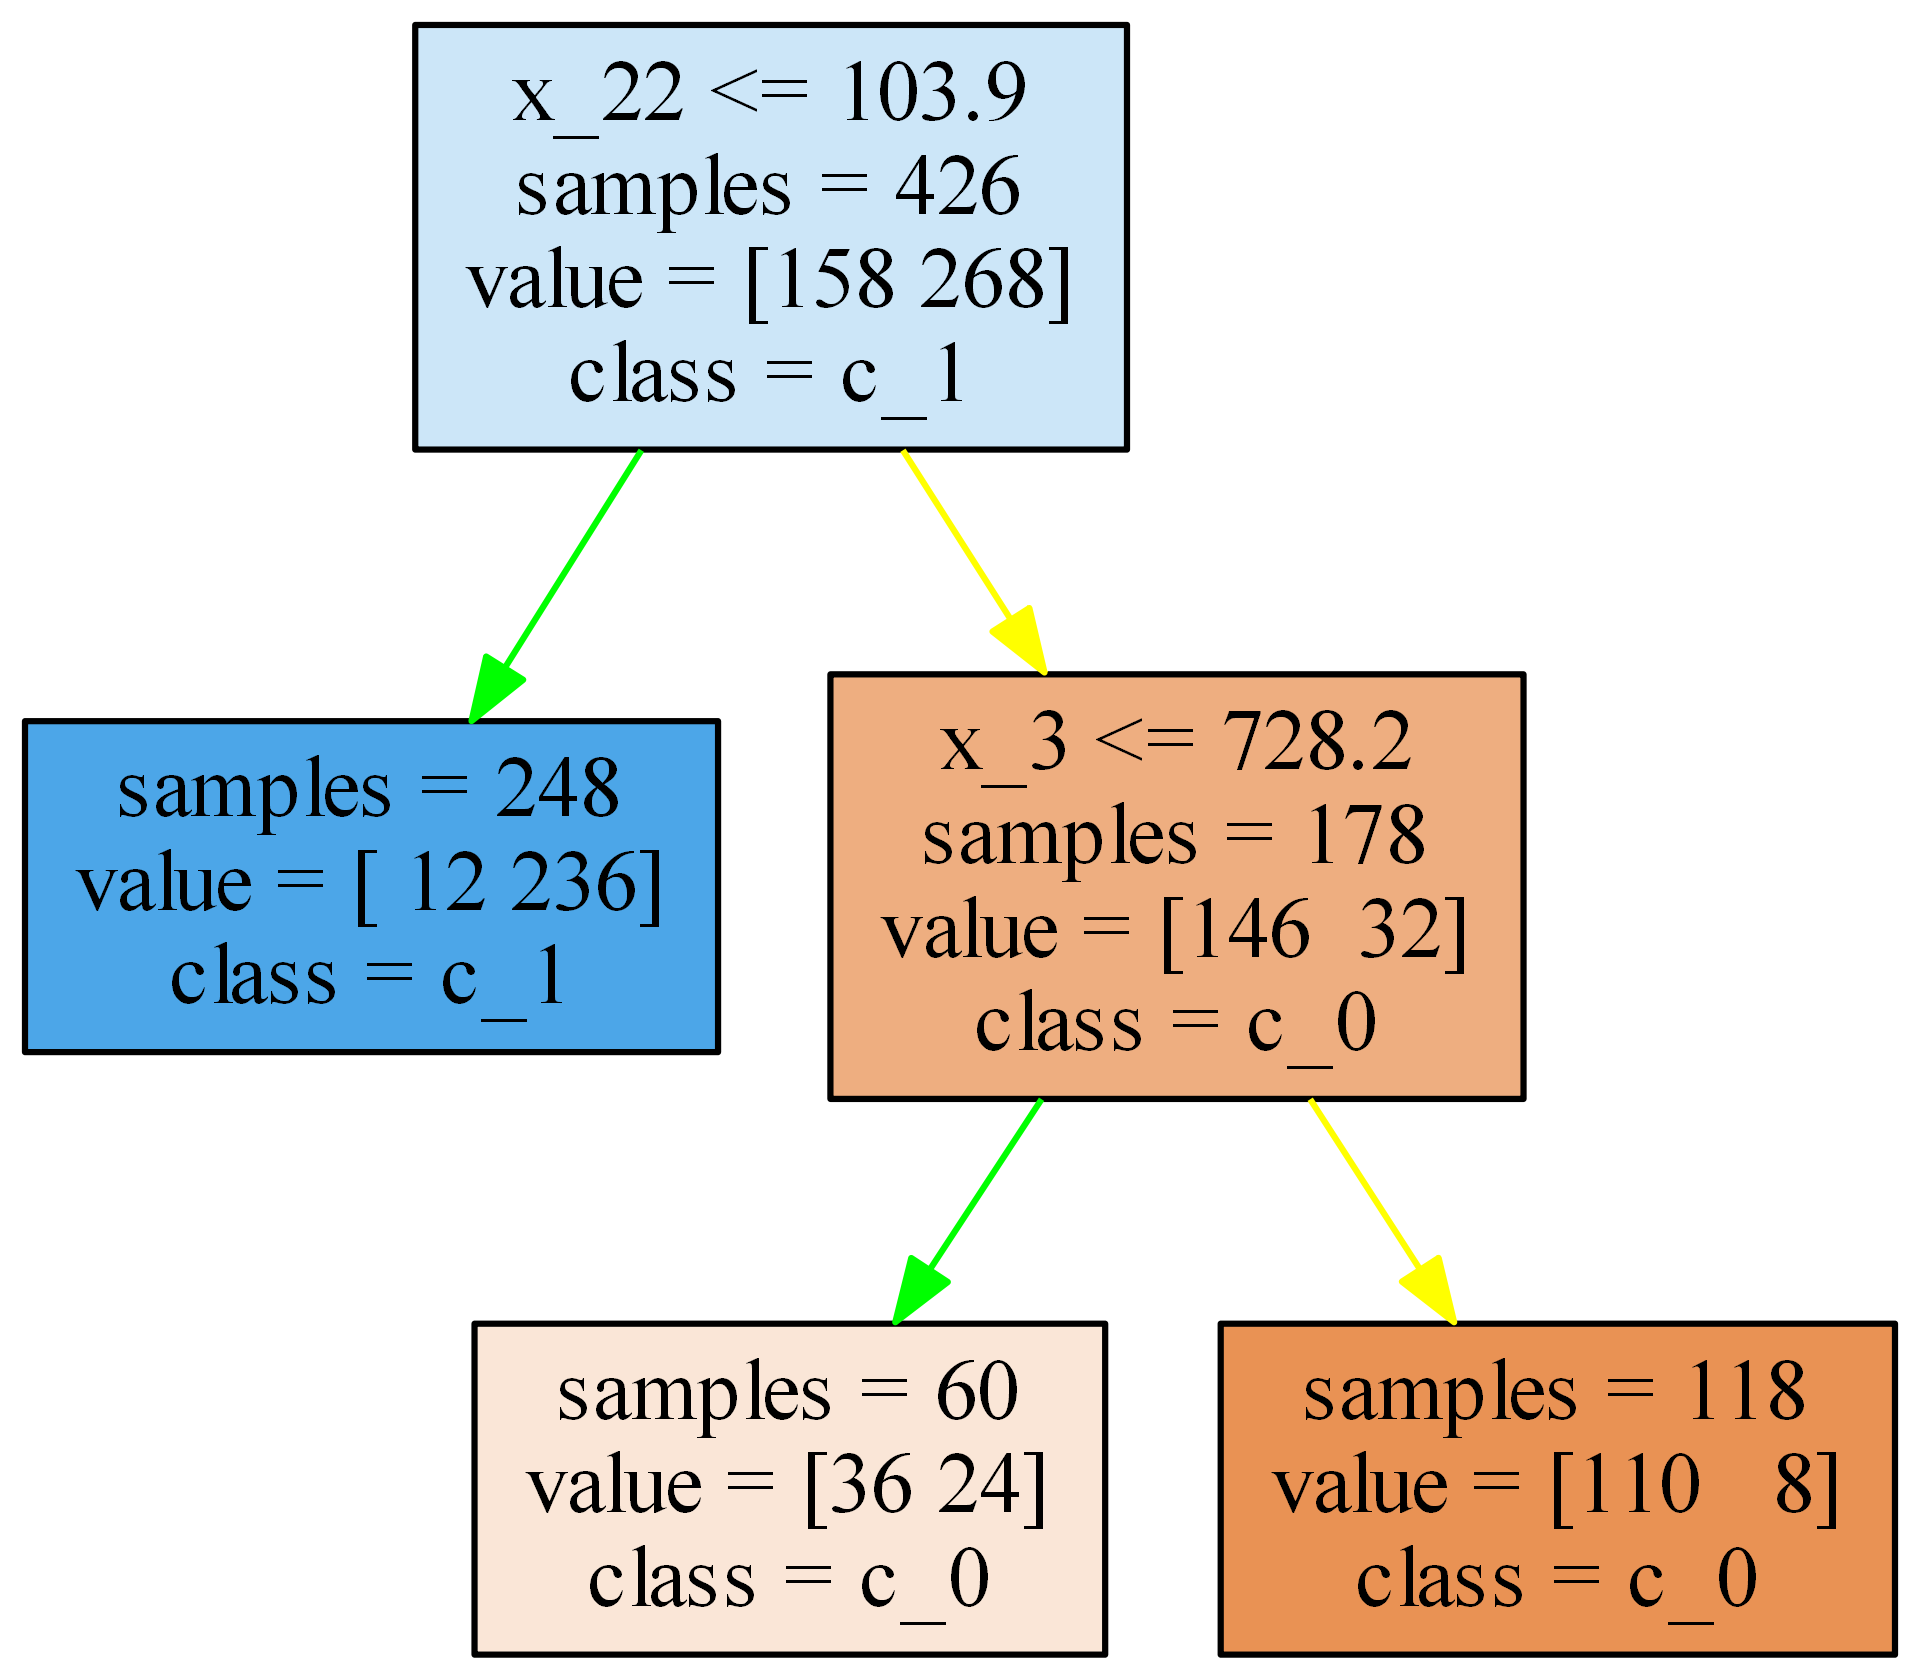 x_22 <= 103.9
samples = 426
value = [158 268]
class = c_1
samples = 248
value = [ 12 236]
class = c_1
x_3 <= 728.2
samples = 178
value = [146  32]
class = c_0
samples = 60
value = [36 24]
class = c_0
samples = 118
value = [110   8]
class = c_0